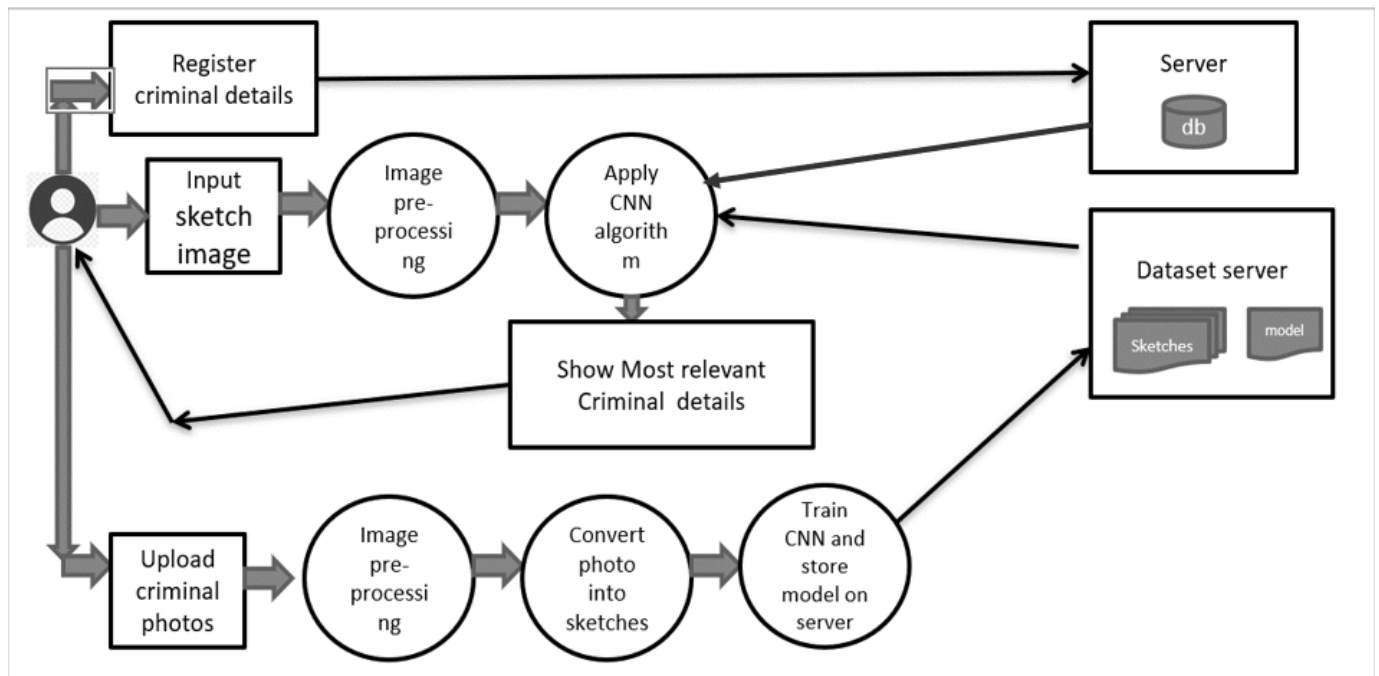 Register
criminal details
Server
db
Input
sketch
image
Image
pre-
processi
ng
Apply
CNN
algorith
m
Dataset server
Sketches
model
Show Most relevant
Criminal details
Upload
criminal
photos
Image
pre-
processi
ng
Convert
photo
into
sketches
Train
CNN and
store
model on
server